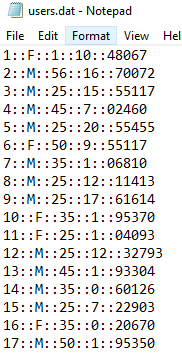 users.dat - Notepad
File Edit Format View Help
1::F::1::10::48067
2::M::56::16::70072
3::M::25::15::55117
4::M::45::7::02460
5::M::25::20::55455
6::F::50::9::55117
7::M::35::1::06810
8::M::25::12::11413
9::M::25::17::61614
10::F::35::1::95370
11::F::25::1::04093
12::M::25::12::32793
13::M::45::1::93304
14::M::35::0::60126
15::M::25::7::22903
16::F::35::0::20670
17::M::50::1::95350